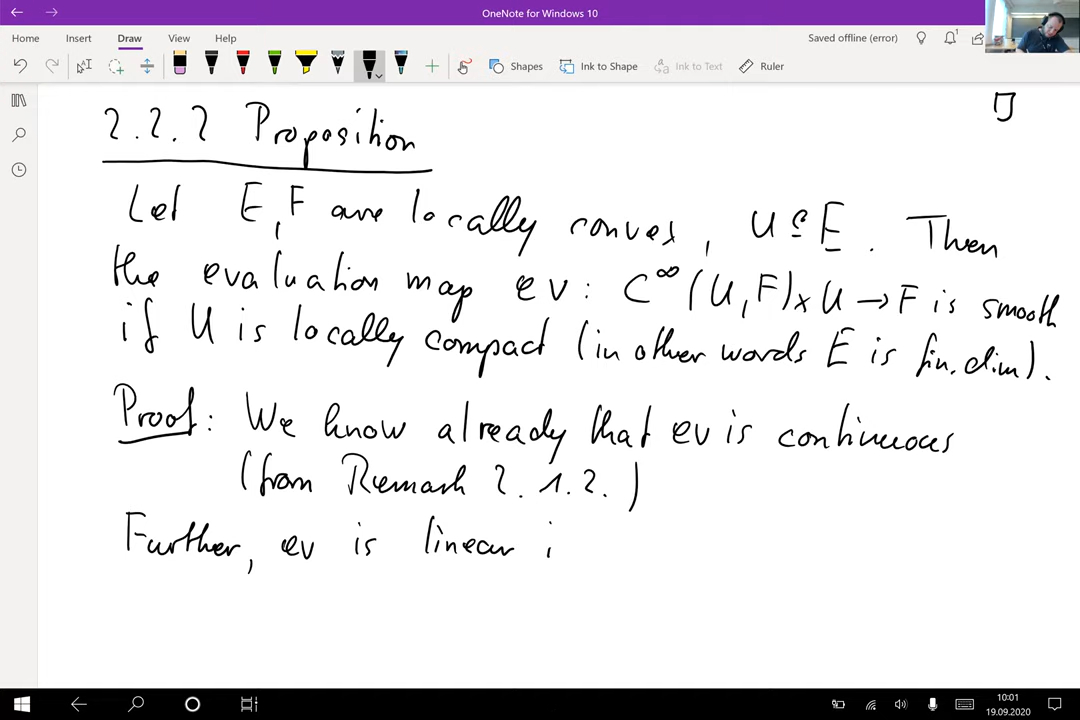 OneNote for Windows 10
Home Insert Draw View Help
Saved offline (error)
Shapes Ink to Shape Ink to Text Ruler
2.2.2 Proposition
Let E, F are locally convex, U ⊆ E. Then
the evaluation map ev: C^∞(U,F)×U → F is smooth
if U is locally compact (in other words E is fin. dim).
Proof: We know already that ev is continuous
(from Remark 2.1.2.)
Further, ev is linear i
10:01
19.09.2020